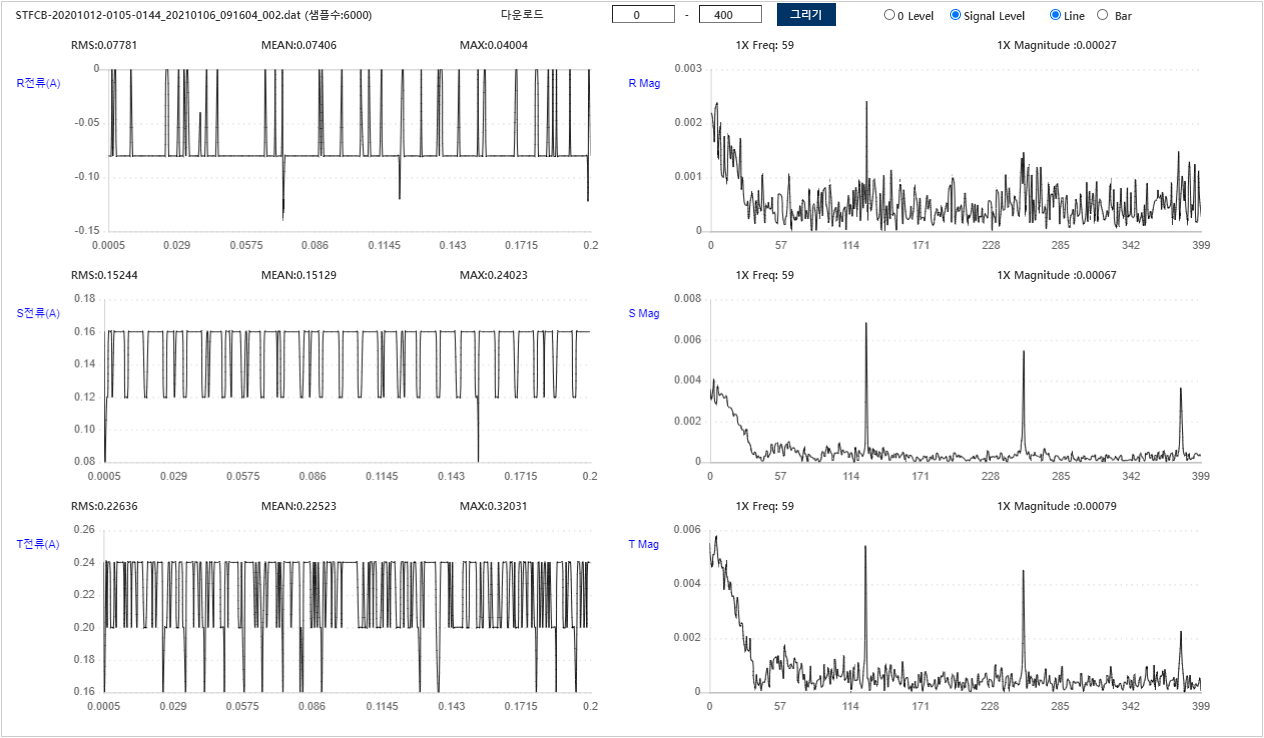 STFCB-20201012-0105-0144_20210106_091604_002.dat (샘플수:6000) 다운로드 0 - 400 그리기 0 Level Signal Level Line Bar
RMS:0.07781 MEAN:0.07406 MAX:0.04004 1X Freq: 59 1X Magnitude :0.00027
R전류(A)
0
-0.05
-0.10
-0.15
0.0005 0.029 0.0575 0.086 0.1145 0.143 0.1715 0.2
R Mag
0.003
0.002
0.001
0
0 57 114 171 228 285 342 399
RMS:0.15244 MEAN:0.15129 MAX:0.24023 1X Freq: 59 1X Magnitude :0.00067
S전류(A)
0.18
0.16
0.14
0.12
0.10
0.08
0.0005 0.029 0.0575 0.086 0.1145 0.143 0.1715 0.2
S Mag
0.008
0.006
0.004
0.002
0
0 57 114 171 228 285 342 399
RMS:0.22636 MEAN:0.22523 MAX:0.32031 1X Freq: 59 1X Magnitude :0.00079
T전류(A)
0.26
0.24
0.22
0.20
0.18
0.16
0.0005 0.029 0.0575 0.086 0.1145 0.143 0.1715 0.2
T Mag
0.006
0.004
0.002
0
0 57 114 171 228 285 342 399